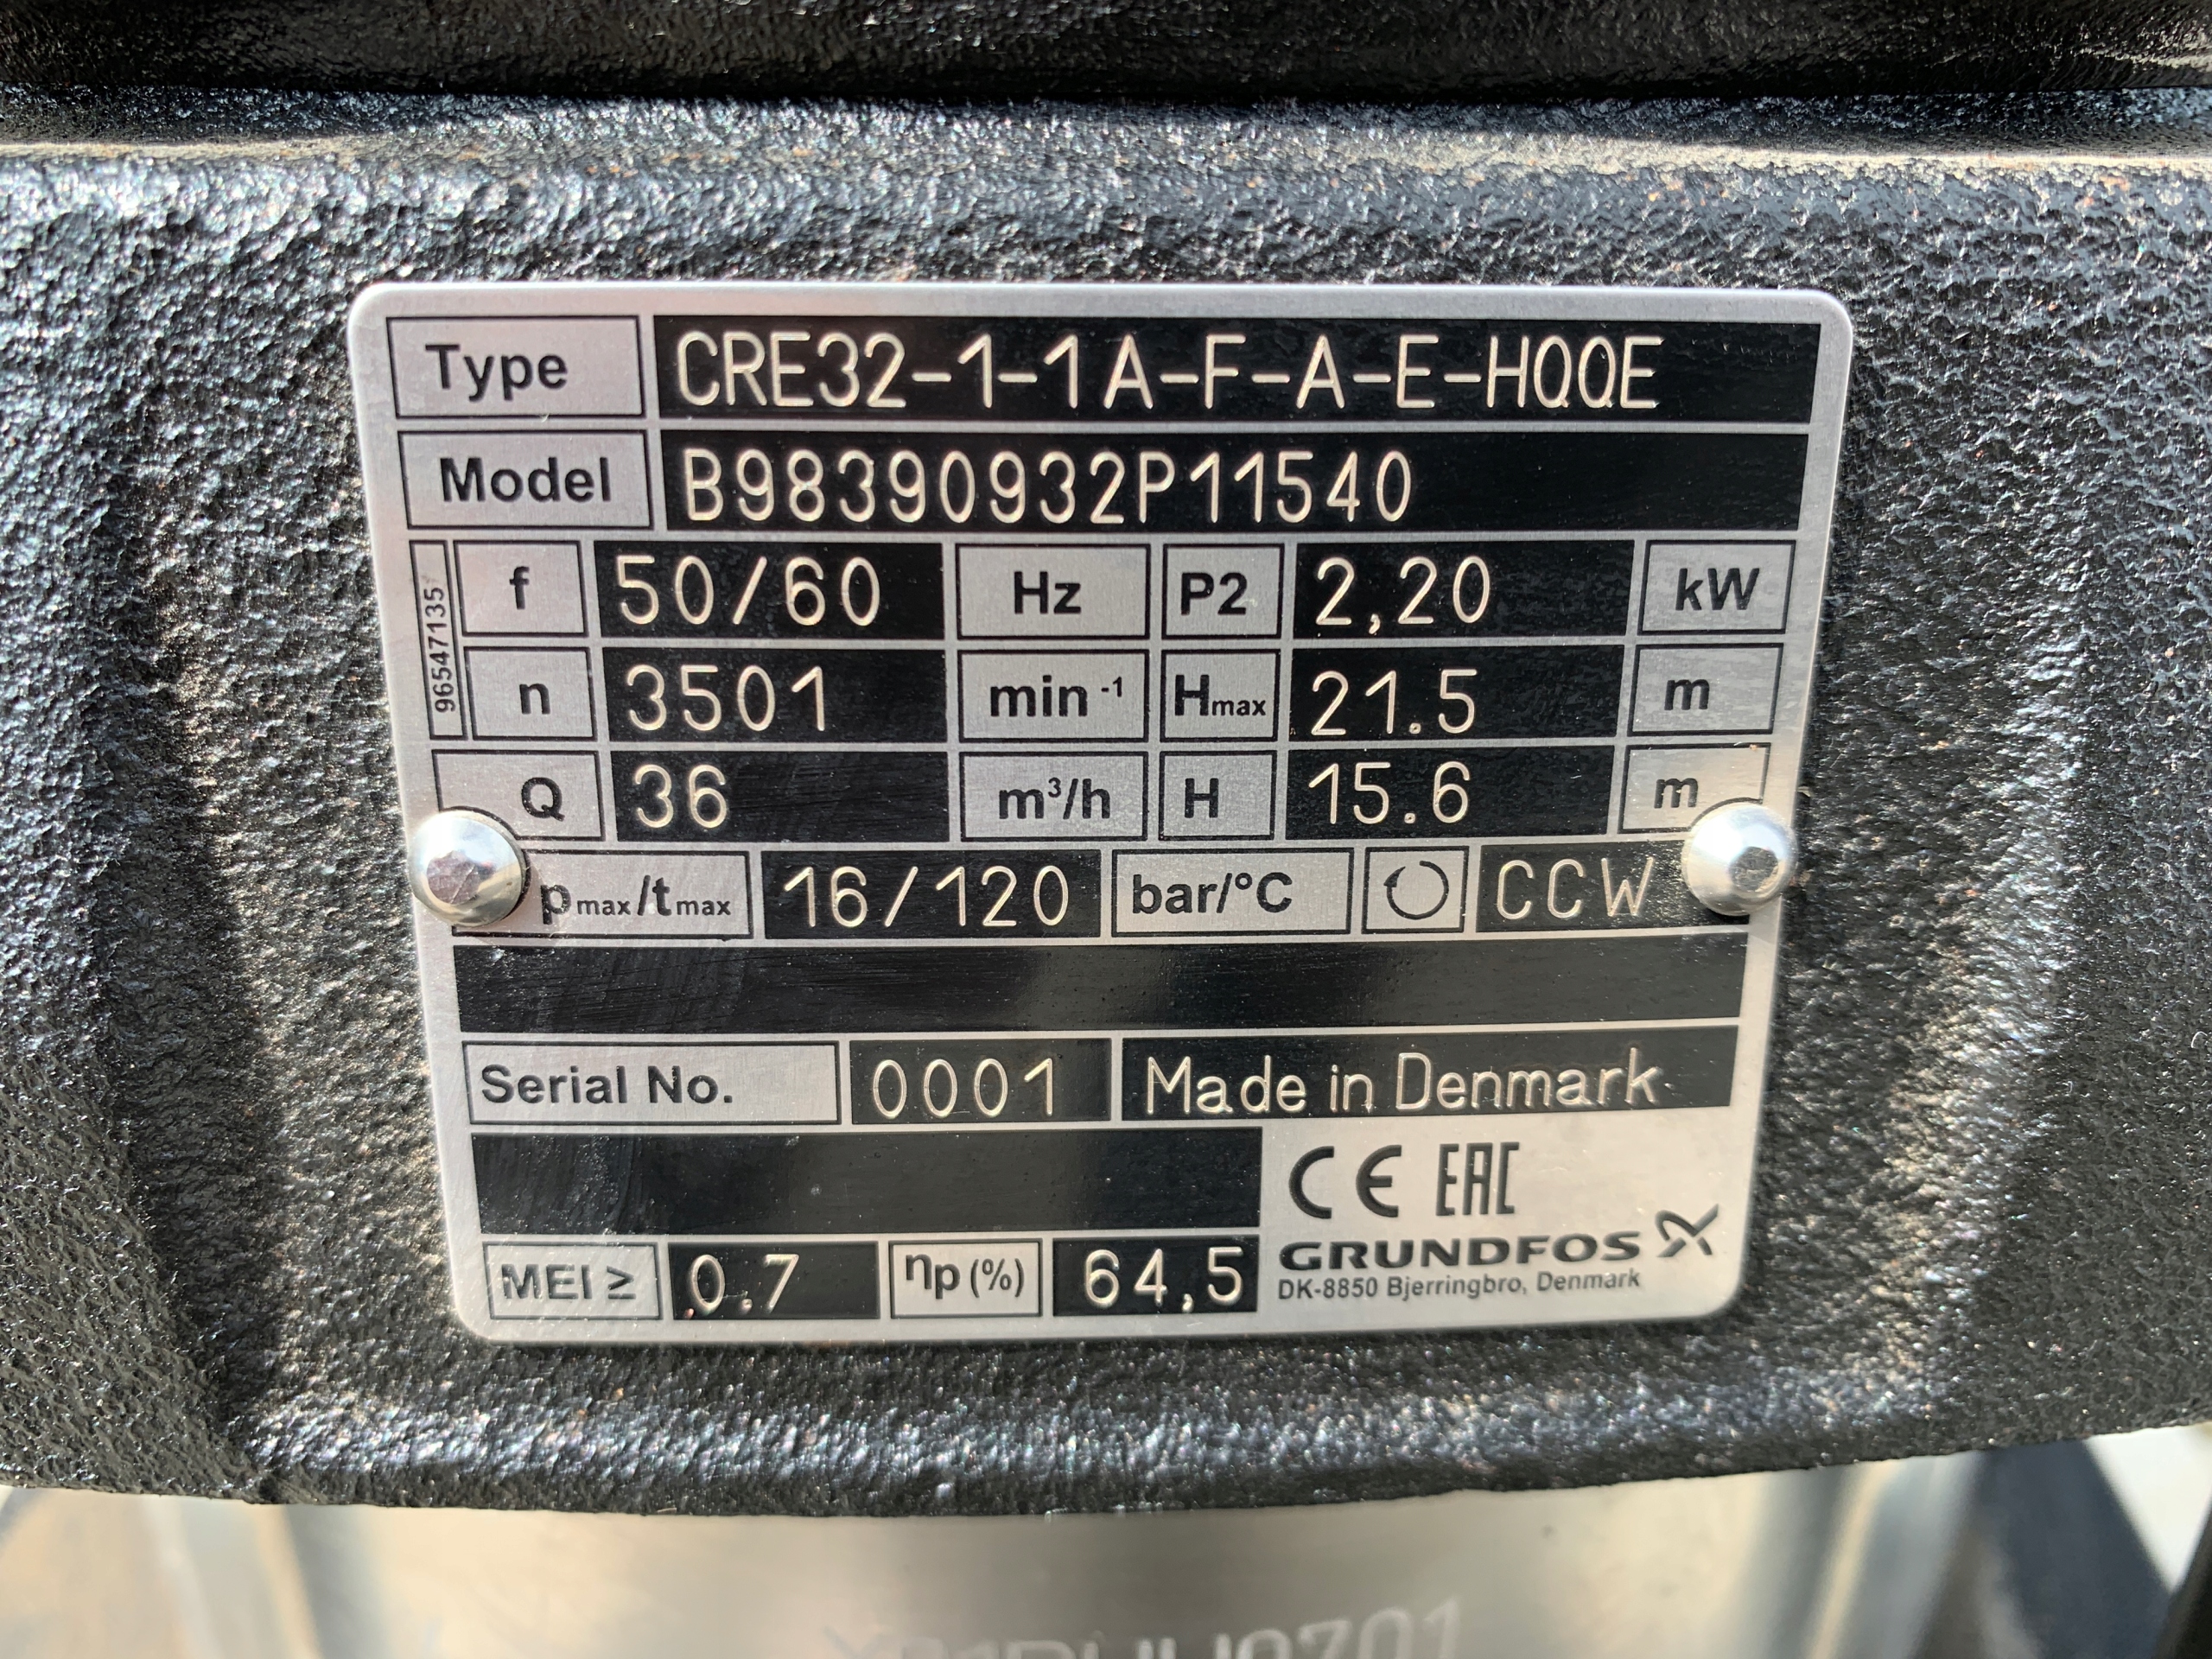 Type CRE32-1-1A-F-A-E-HQQE
Model B98390932P11540
96547135
f 50/60 Hz P2 2,20 kW
n 3501 min -1 Hmax 21.5 m
Q 36 m³/h H 15.6 m
pmax/tmax 16/120 bar/°C CCW
Serial No. 0001 Made in Denmark
CE EAC
GRUNDFOS
DK-8850 Bjerringbro, Denmark
MEI ≥ 0.7 ηp (%) 64,5